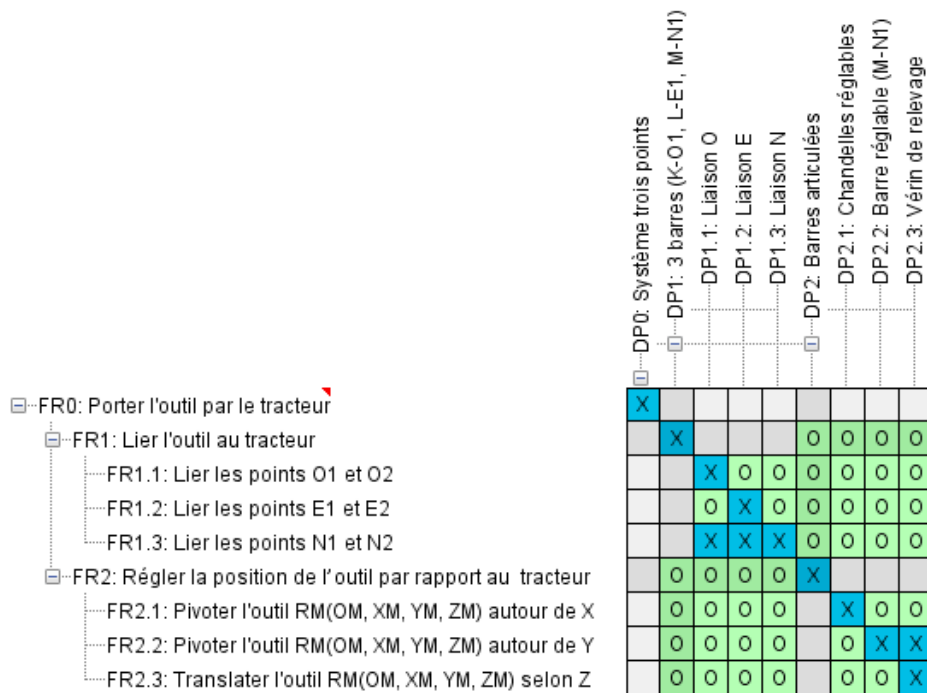 DP0: Système trois points
DP1: 3 barres (K-O1, L-E1, M-N1)
DP1.1: Liaison O
DP1.2: Liaison E
DP1.3: Liaison N
DP2: Barres articulées
DP2.1: Chandelles réglables
DP2.2: Barre réglable (M-N1)
DP2.3: Vérin de relevage
FR0: Porter l'outil par le tracteur X
FR1: Lier l'outil au tracteur X O O O O
FR1.1: Lier les points O1 et O2 X O O O O O O
FR1.2: Lier les points E1 et E2 O X O O O O O
FR1.3: Lier les points N1 et N2 X X X O O O O
FR2: Régler la position de l'outil par rapport au tracteur O O O O X
FR2.1: Pivoter l'outil RM(OM, XM, YM, ZM) autour de X O O O O X O O
FR2.2: Pivoter l'outil RM(OM, XM, YM, ZM) autour de Y O O O O O X X
FR2.3: Translater l'outil RM(OM, XM, YM, ZM) selon Z O O O O O O X